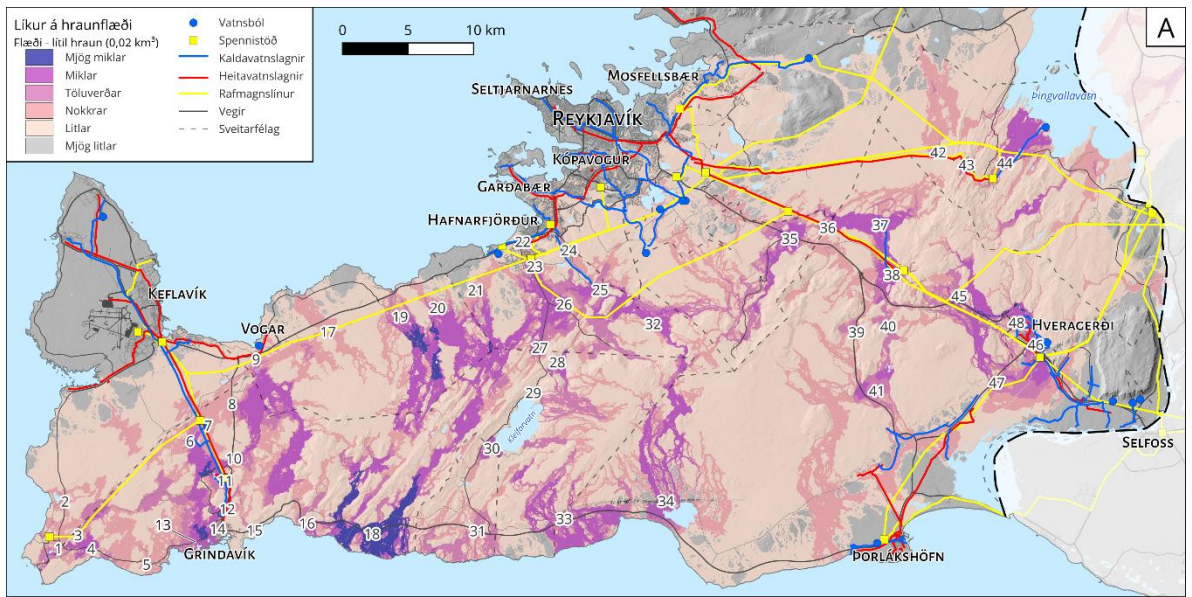 Líkur á hraunflæði
Flæði - lítil hraun (0,02 km³)
Mjög miklar
Miklar
Töluverðar
Nokkrar
Litlar
Mjög litlar
Vatnsból
Spennistöð
Kaldavatnslagnir
Heitavatnslagnir
Rafmagnslínur
Vegir
Sveitarfélag
0 5 10 km
A
Mosfellsbær
Seltjarnarnes
Reykjavík
Þingvallavatn
Kópavogur
42
43
44
Garðabær
Hafnarfjörður
22
23
24
35
36
37
38
Keflavík
Vogar
9
17
19
20
21
25
26
32
39
40
45
48
Hveragerði
46
27
28
29
Kleifarvatn
41
47
8
7
6
10
11
12
30
Selfoss
2
3
1
4
5
13
14
Grindavík
15
16
18
31
33
34
Þorlákshöfn